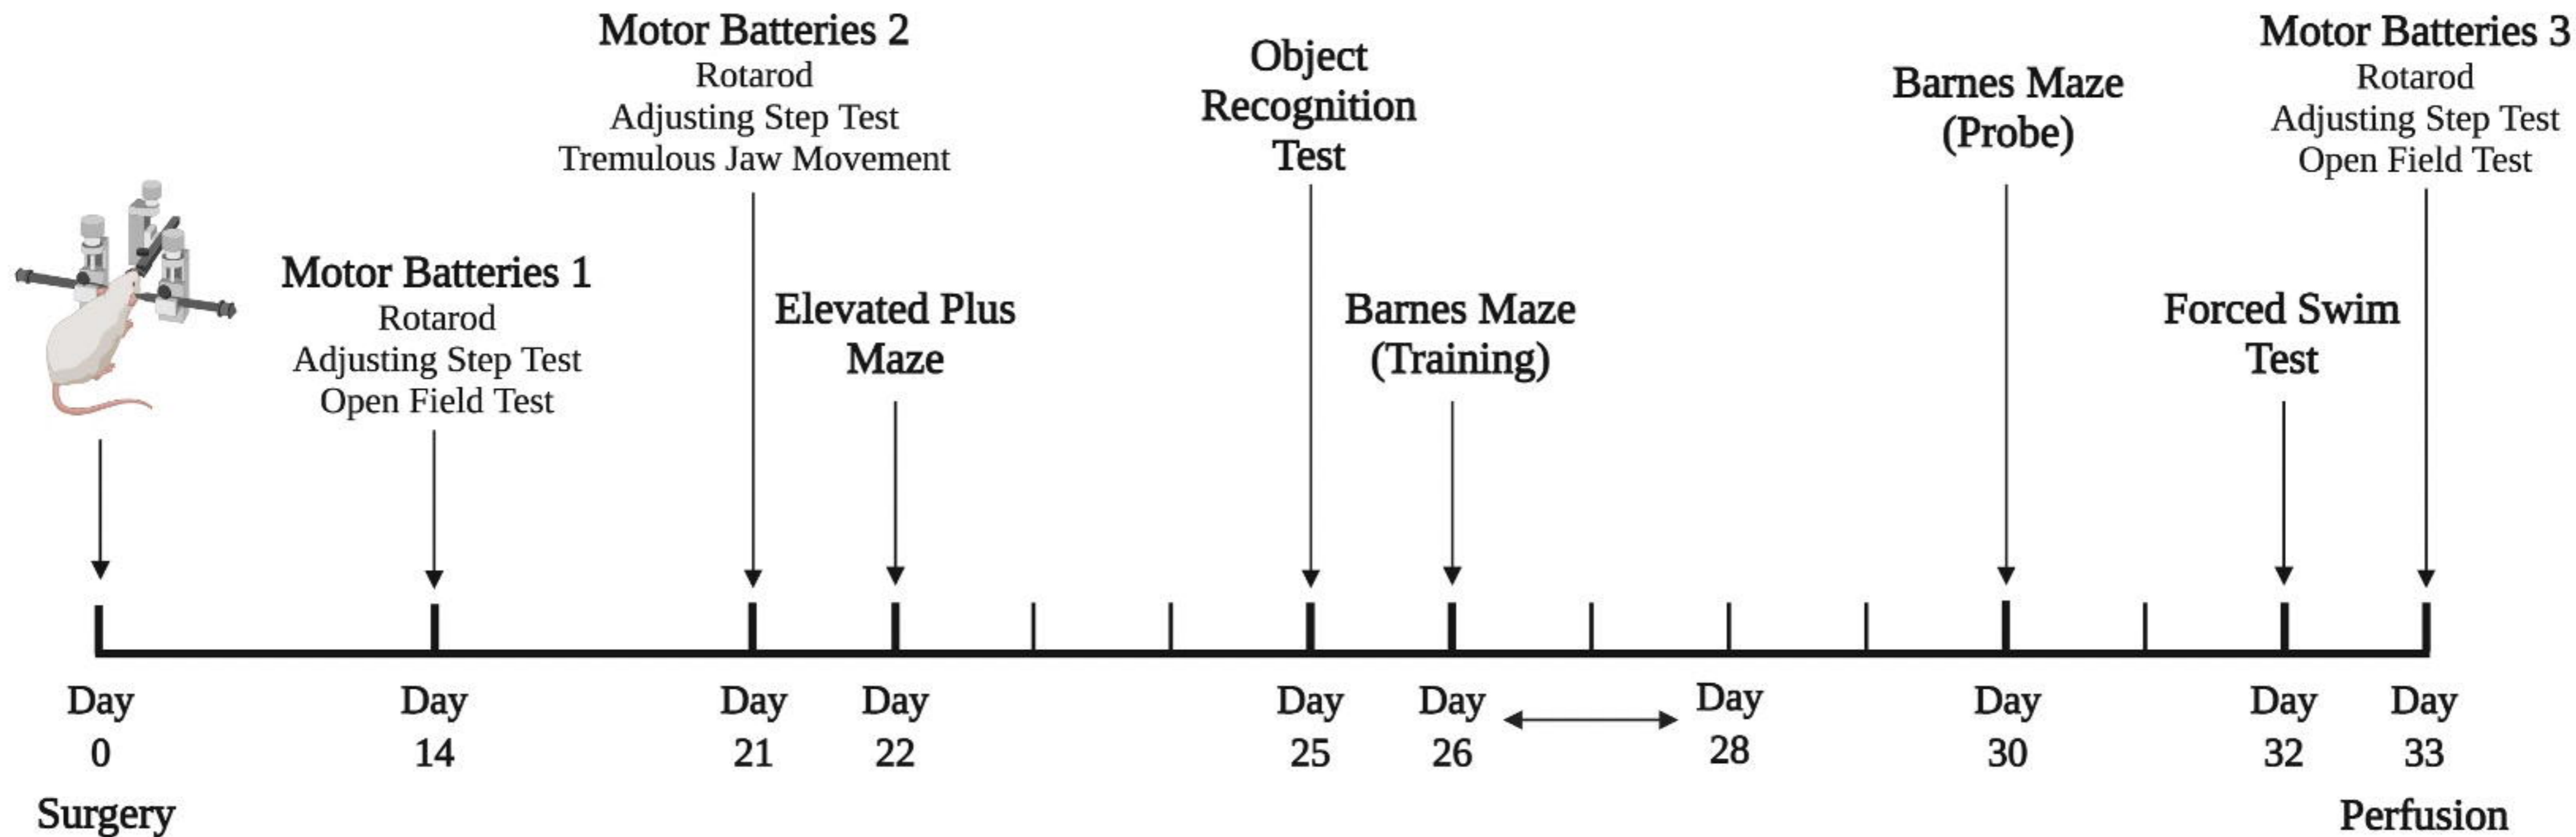 Motor Batteries 1
Rotarod
Adjusting Step Test
Open Field Test
Motor Batteries 2
Rotarod
Adjusting Step Test
Tremulous Jaw Movement
Elevated Plus
Maze
Object
Recognition
Test
Barnes Maze
(Training)
Barnes Maze
(Probe)
Forced Swim
Test
Motor Batteries 3
Rotarod
Adjusting Step Test
Open Field Test
Day
0
Surgery
Day
14
Day
21
Day
22
Day
25
Day
26
Day
28
Day
30
Day
32
Day
33
Perfusion